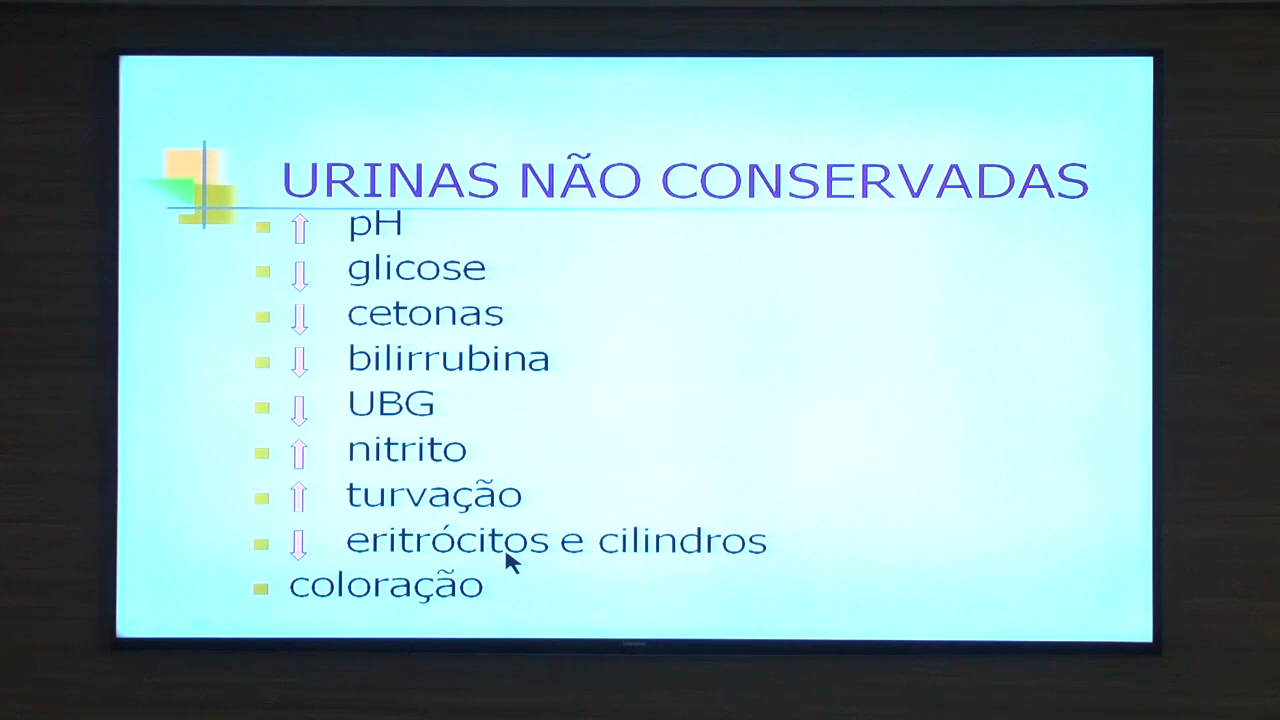 URINAS NÃO CONSERVADAS
⇧ pH
⇩ glicose
⇩ cetonas
⇩ bilirrubina
⇩ UBG
⇧ nitrito
⇧ turvação
⇩ eritrócitos e cilindros
coloração